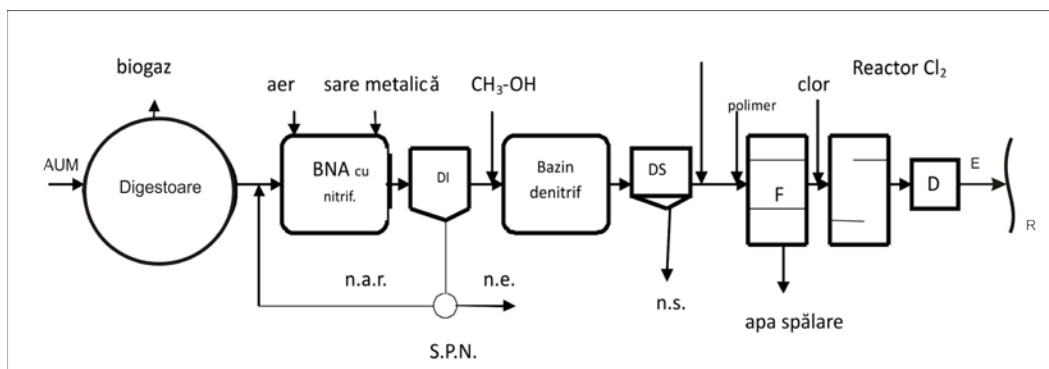 biogaz
aer
sare metalică
CH₃-OH
clor
Reactor Cl₂
polimer
AUM
Digestoare
BNA cu
nitrif.
DI
Bazin
denitrif
DS
F
D
E
R
n.a.r.
n.e.
n.s.
apa spălare
S.P.N.